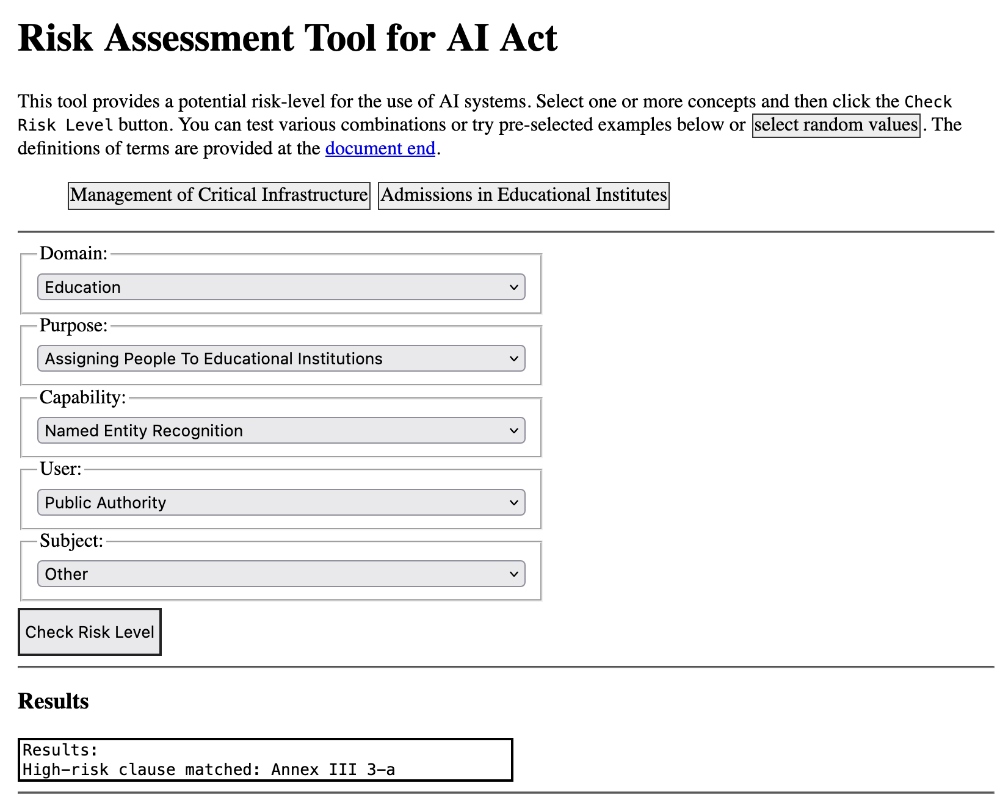 Risk Assessment Tool for AI Act
This tool provides a potential risk-level for the use of AI systems. Select one or more concepts and then click the Check
Risk Level button. You can test various combinations or try pre-selected examples below or select random values. The
definitions of terms are provided at the document end.
Management of Critical Infrastructure Admissions in Educational Institutes
Domain:
Education
Purpose:
Assigning People To Educational Institutions
Capability:
Named Entity Recognition
User:
Public Authority
Subject:
Other
Check Risk Level
Results
Results:
High-risk clause matched: Annex III 3-a